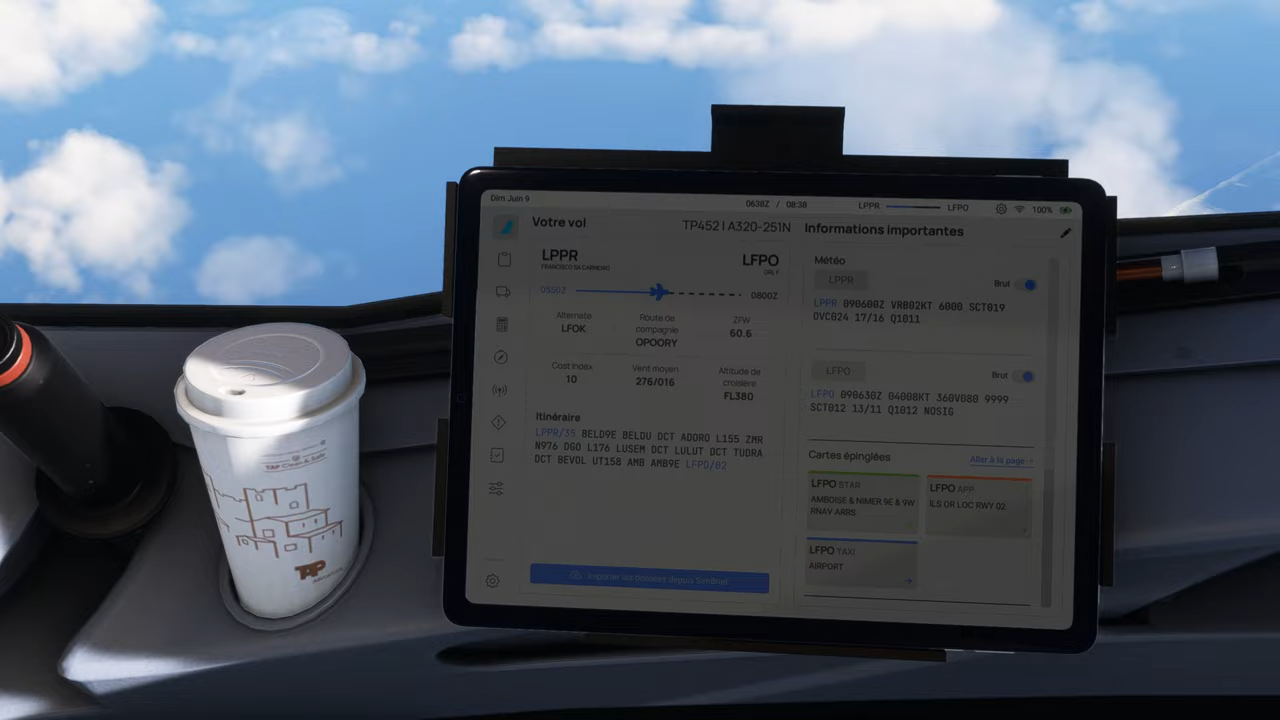 TAP Clean & Safe
TAP
Dim Juin 9
0638Z / 08:38
LPPR LFPO
100%
Votre vol
TP452 | A320-251N
LPPR
FRANCISCO SA CARNEIRO
LFPO
ORLY
0550Z
0800Z
Alternate
LFOK
Route de
compagnie
OPOORY
ZFW
60.6
Cost Index
10
Vent moyen
276/016
Altitude de
croisière
FL380
Itinéraire
LPPR/35 BELD9E BELDU DCT ADORO L155 ZMR
N976 OGO L176 LUSEM DCT LULUT DCT TUDRA
DCT BEVOL UT158 AMB AMB9E LFPO/02
Importer les données depuis SimBrief
Informations importantes
Météo
LPPR
Brut
LPPR 090600Z VRB02KT 6000 SCT019
OVC024 17/16 Q1011
LFPO
Brut
LFPO 090630Z 04008KT 360V080 9999
SCT012 13/11 Q1012 NOSIG
Cartes épinglées
Aller à la page →
LFPO STAR
AMBOISE & NIMER 9E & 9W
RNAV ARRS
LFPO APP
ILS OR LOC RWY 02
LFPO TAXI
AIRPORT